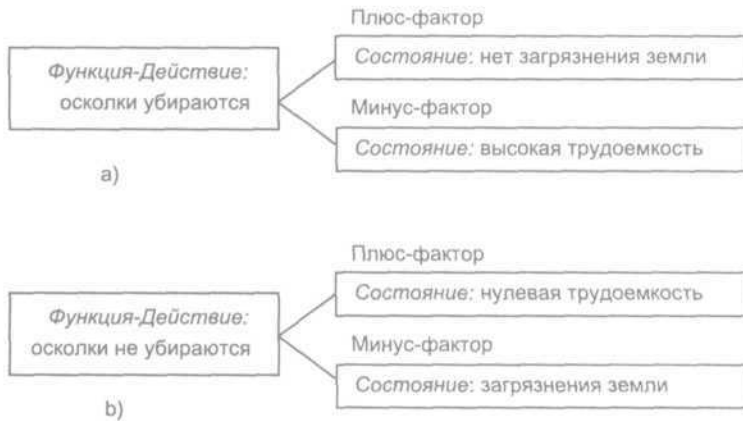 Плюс-фактор
Функция-Действие:
осколки убираются
Состояние: нет загрязнения земли
Минус-фактор
Состояние: высокая трудоемкость
a)
Плюс-фактор
Функция-Действие:
осколки не убираются
Состояние: нулевая трудоемкость
Минус-фактор
Состояние: загрязнения земли
b)